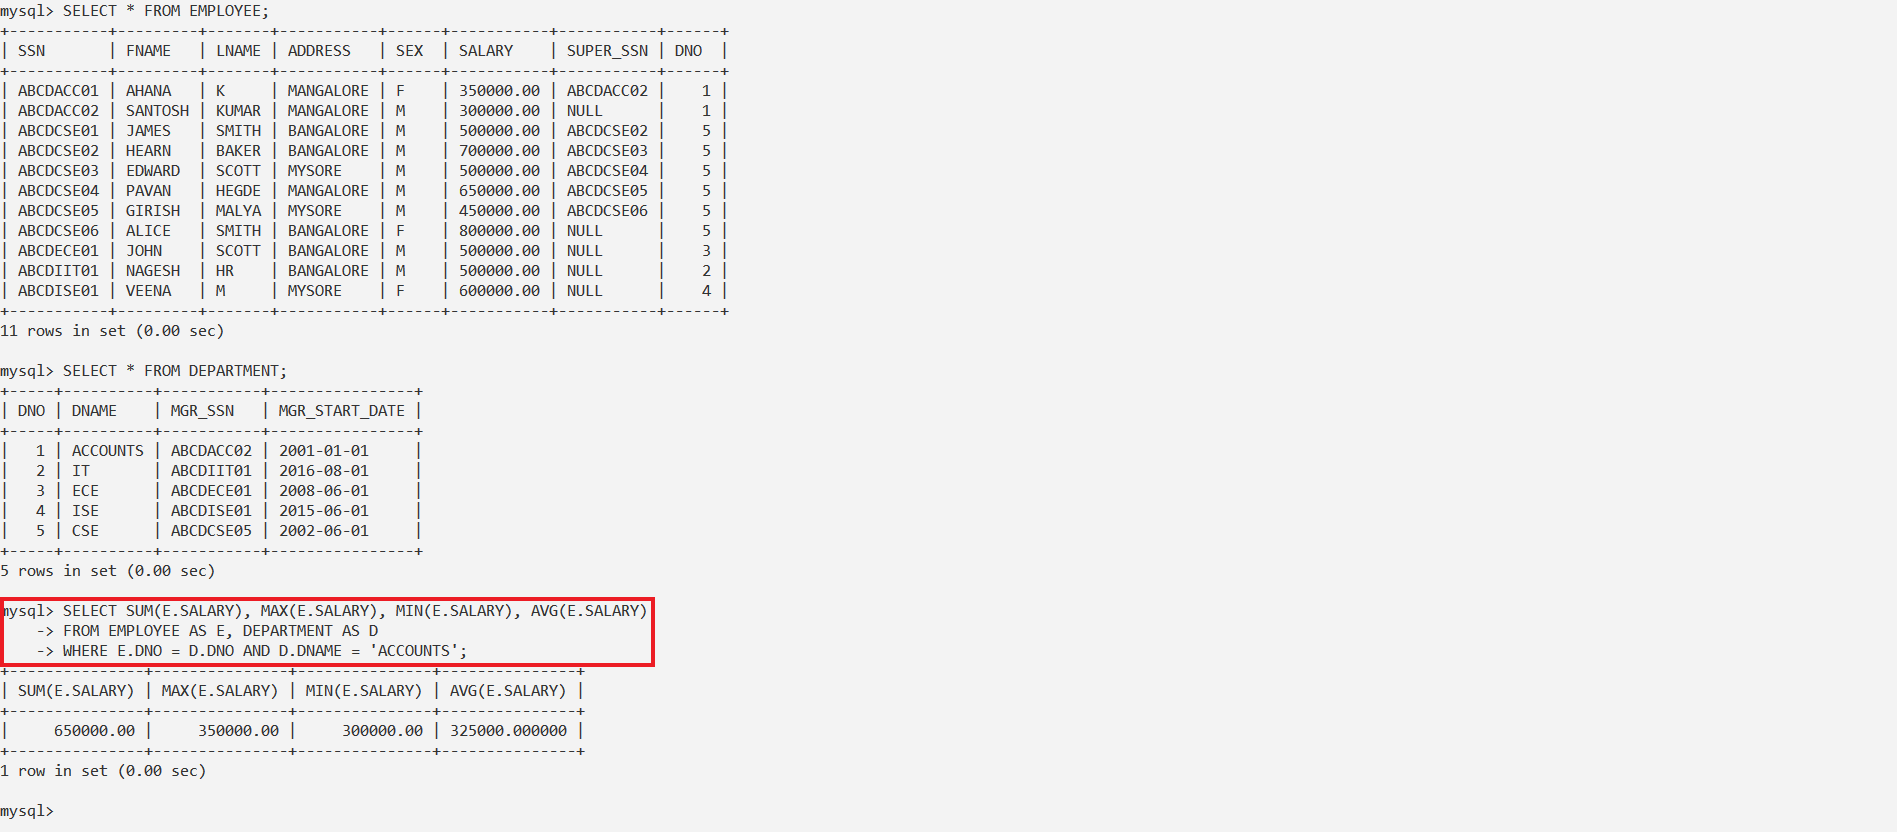 mysql> SELECT * FROM EMPLOYEE;
+-----------+---------+-------+-----------+------+-----------+-----------+------+
| SSN       | FNAME   | LNAME | ADDRESS   | SEX  | SALARY    | SUPER_SSN | DNO  |
+-----------+---------+-------+-----------+------+-----------+-----------+------+
| ABCDACC01 | AHANA   | K     | MANGALORE | F    | 350000.00 | ABCDACC02 |    1 |
| ABCDACC02 | SANTOSH | KUMAR | MANGALORE | M    | 300000.00 | NULL      |    1 |
| ABCDCSE01 | JAMES   | SMITH | BANGALORE | M    | 500000.00 | ABCDCSE02 |    5 |
| ABCDCSE02 | HEARN   | BAKER | BANGALORE | M    | 700000.00 | ABCDCSE03 |    5 |
| ABCDCSE03 | EDWARD  | SCOTT | MYSORE    | M    | 500000.00 | ABCDCSE04 |    5 |
| ABCDCSE04 | PAVAN   | HEGDE | MANGALORE | M    | 650000.00 | ABCDCSE05 |    5 |
| ABCDCSE05 | GIRISH  | MALYA | MYSORE    | M    | 450000.00 | ABCDCSE06 |    5 |
| ABCDCSE06 | ALICE   | SMITH | BANGALORE | F    | 800000.00 | NULL      |    5 |
| ABCDECE01 | JOHN    | SCOTT | BANGALORE | M    | 500000.00 | NULL      |    3 |
| ABCDIIT01 | NAGESH  | HR    | BANGALORE | M    | 500000.00 | NULL      |    2 |
| ABCDISE01 | VEENA   | M     | MYSORE    | F    | 600000.00 | NULL      |    4 |
+-----------+---------+-------+-----------+------+-----------+-----------+------+
11 rows in set (0.00 sec)

mysql> SELECT * FROM DEPARTMENT;
+-----+----------+-----------+----------------+
| DNO | DNAME    | MGR_SSN   | MGR_START_DATE |
+-----+----------+-----------+----------------+
|   1 | ACCOUNTS | ABCDACC02 | 2001-01-01     |
|   2 | IT       | ABCDIIT01 | 2016-08-01     |
|   3 | ECE      | ABCDECE01 | 2008-06-01     |
|   4 | ISE      | ABCDISE01 | 2015-06-01     |
|   5 | CSE      | ABCDCSE05 | 2002-06-01     |
+-----+----------+-----------+----------------+
5 rows in set (0.00 sec)

mysql> SELECT SUM(E.SALARY), MAX(E.SALARY), MIN(E.SALARY), AVG(E.SALARY)
    -> FROM EMPLOYEE AS E, DEPARTMENT AS D
    -> WHERE E.DNO = D.DNO AND D.DNAME = 'ACCOUNTS';
+---------------+---------------+---------------+---------------+
| SUM(E.SALARY) | MAX(E.SALARY) | MIN(E.SALARY) | AVG(E.SALARY) |
+---------------+---------------+---------------+---------------+
|     650000.00 |     350000.00 |     300000.00 | 325000.000000 |
+---------------+---------------+---------------+---------------+
1 row in set (0.00 sec)

mysql>